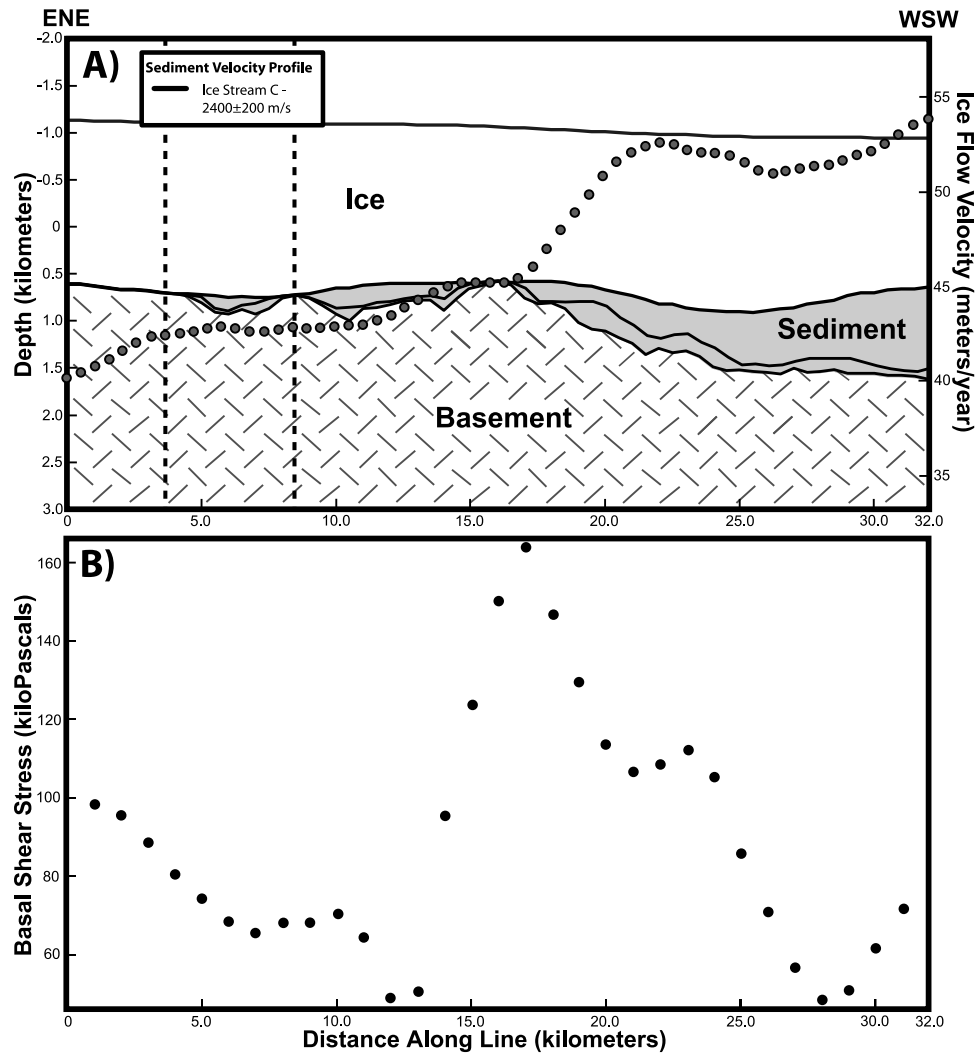 ENE WSW
A)
Sediment Velocity Profile
Ice Stream C -
2400±200 m/s
Ice
Sediment
Basement
Depth (kilometers)
-2.0
-1.5
-1.0
-0.5
0
0.5
1.0
1.5
2.0
2.5
3.0
Ice Flow Velocity (meters/year)
55
50
45
40
35
0 5.0 10.0 15.0 20.0 25.0 30.0 32.0
B)
Basal Shear Stress (kiloPascals)
160
140
120
100
80
60
0 5.0 10.0 15.0 20.0 25.0 30.0 32.0
Distance Along Line (kilometers)